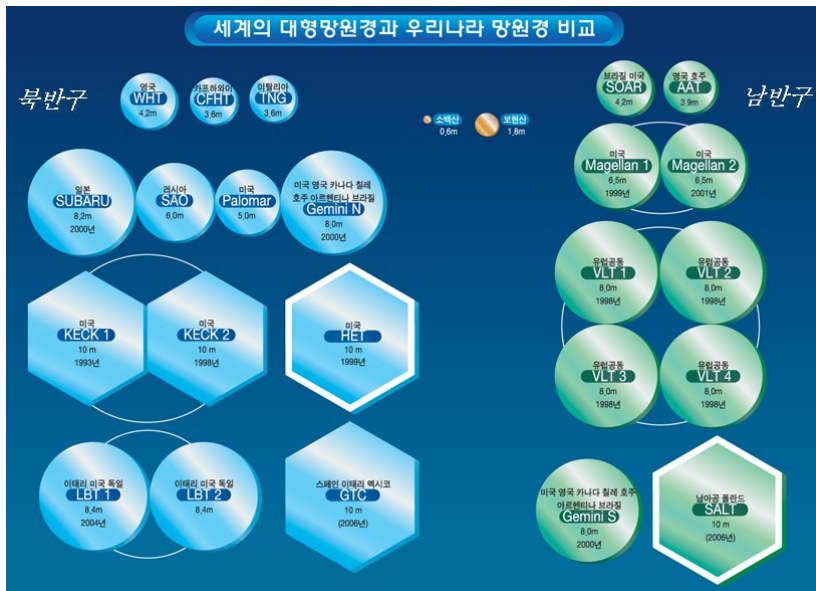 세계의 대형망원경과 우리나라 망원경 비교
북반구
영국
WHT
4,2m
카프하와이
CFHT
3,6m
이탈리아
TNG
3,6m
소백산
0,6m
보현산
1,8m
브라질 미국
SOAR
4,2m
영국 호주
AAT
3,9m
남반구
일본
SUBARU
8,2m
2000년
러시아
SAO
6,0m
미국
Palomar
5,0m
미국 영국 카나다 칠레
호주 아르헨티나 브라질
Gemini N
8,0m
2000년
미국
Magellan 1
6,5m
1999년
미국
Magellan 2
6,5m
2001년
미국
KECK 1
10 m
1993년
미국
KECK 2
10 m
1998년
미국
HET
10 m
1999년
유럽공동
VLT 1
8,0m
1998년
유럽공동
VLT 2
8,0m
1998년
유럽공동
VLT 3
8,0m
1998년
유럽공동
VLT 4
8,0m
1998년
이태리 미국 독일
LBT 1
8,4m
2004년
이태리 미국 독일
LBT 2
8,4m
스페인 이태리 멕시코
GTC
10 m
(2006년)
미국 영국 카나다 칠레 호주
아르헨티나 브라질
Gemini S
8,0m
2000년
남아공 폴란드
SALT
10 m
(2006년)